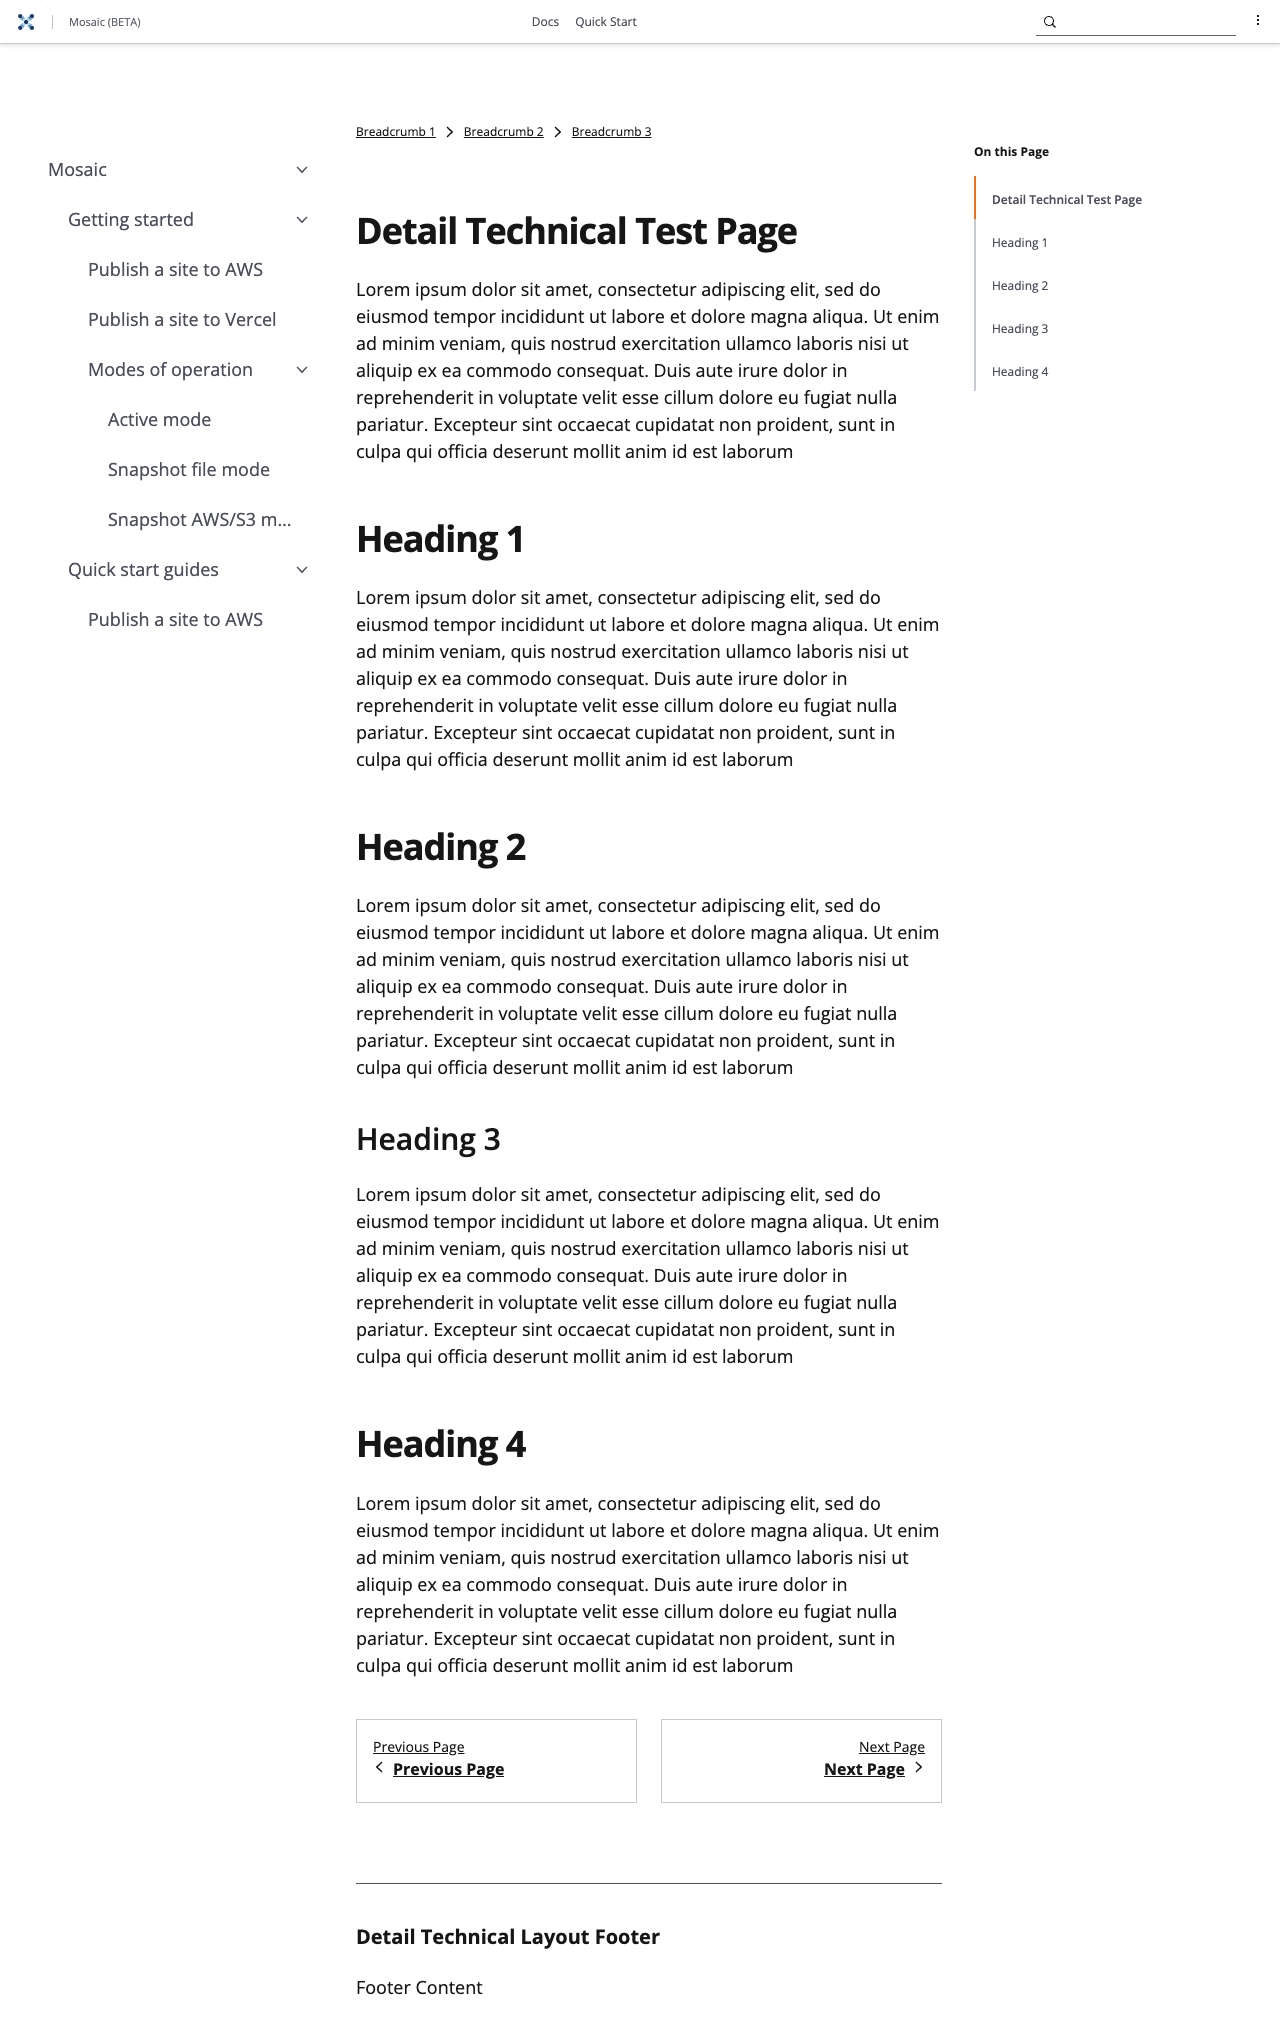 Mosaic (BETA)
Docs
Quick Start
Breadcrumb 1
Breadcrumb 2
Breadcrumb 3
Mosaic
Getting started
Publish a site to AWS
Publish a site to Vercel
Modes of operation
Active mode
Snapshot file mode
Snapshot AWS/S3 m...
Quick start guides
Publish a site to AWS
Detail Technical Test Page
Lorem ipsum dolor sit amet, consectetur adipiscing elit, sed do
eiusmod tempor incididunt ut labore et dolore magna aliqua. Ut enim
ad minim veniam, quis nostrud exercitation ullamco laboris nisi ut
aliquip ex ea commodo consequat. Duis aute irure dolor in
reprehenderit in voluptate velit esse cillum dolore eu fugiat nulla
pariatur. Excepteur sint occaecat cupidatat non proident, sunt in
culpa qui officia deserunt mollit anim id est laborum
Heading 1
Lorem ipsum dolor sit amet, consectetur adipiscing elit, sed do
eiusmod tempor incididunt ut labore et dolore magna aliqua. Ut enim
ad minim veniam, quis nostrud exercitation ullamco laboris nisi ut
aliquip ex ea commodo consequat. Duis aute irure dolor in
reprehenderit in voluptate velit esse cillum dolore eu fugiat nulla
pariatur. Excepteur sint occaecat cupidatat non proident, sunt in
culpa qui officia deserunt mollit anim id est laborum
Heading 2
Lorem ipsum dolor sit amet, consectetur adipiscing elit, sed do
eiusmod tempor incididunt ut labore et dolore magna aliqua. Ut enim
ad minim veniam, quis nostrud exercitation ullamco laboris nisi ut
aliquip ex ea commodo consequat. Duis aute irure dolor in
reprehenderit in voluptate velit esse cillum dolore eu fugiat nulla
pariatur. Excepteur sint occaecat cupidatat non proident, sunt in
culpa qui officia deserunt mollit anim id est laborum
Heading 3
Lorem ipsum dolor sit amet, consectetur adipiscing elit, sed do
eiusmod tempor incididunt ut labore et dolore magna aliqua. Ut enim
ad minim veniam, quis nostrud exercitation ullamco laboris nisi ut
aliquip ex ea commodo consequat. Duis aute irure dolor in
reprehenderit in voluptate velit esse cillum dolore eu fugiat nulla
pariatur. Excepteur sint occaecat cupidatat non proident, sunt in
culpa qui officia deserunt mollit anim id est laborum
Heading 4
Lorem ipsum dolor sit amet, consectetur adipiscing elit, sed do
eiusmod tempor incididunt ut labore et dolore magna aliqua. Ut enim
ad minim veniam, quis nostrud exercitation ullamco laboris nisi ut
aliquip ex ea commodo consequat. Duis aute irure dolor in
reprehenderit in voluptate velit esse cillum dolore eu fugiat nulla
pariatur. Excepteur sint occaecat cupidatat non proident, sunt in
culpa qui officia deserunt mollit anim id est laborum
Previous Page
Previous Page
Next Page
Next Page
Detail Technical Layout Footer
Footer Content
On this Page
Detail Technical Test Page
Heading 1
Heading 2
Heading 3
Heading 4